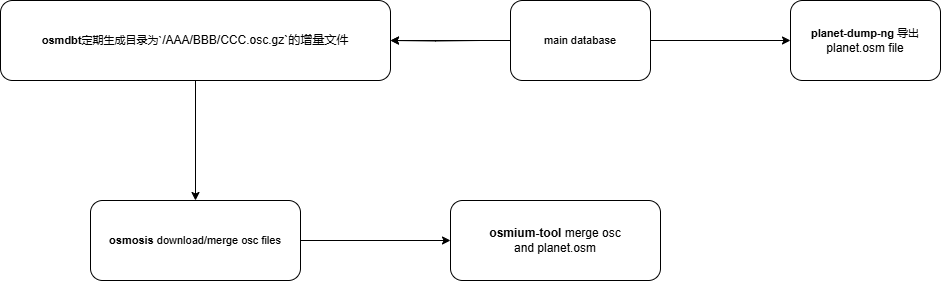 osmdbt定期生成目录为`/AAA/BBB/CCC.osc.gz`的增量文件
main database
planet-dump-ng 导出
planet.osm file
osmosis download/merge osc files
osmium-tool merge osc
and planet.osm